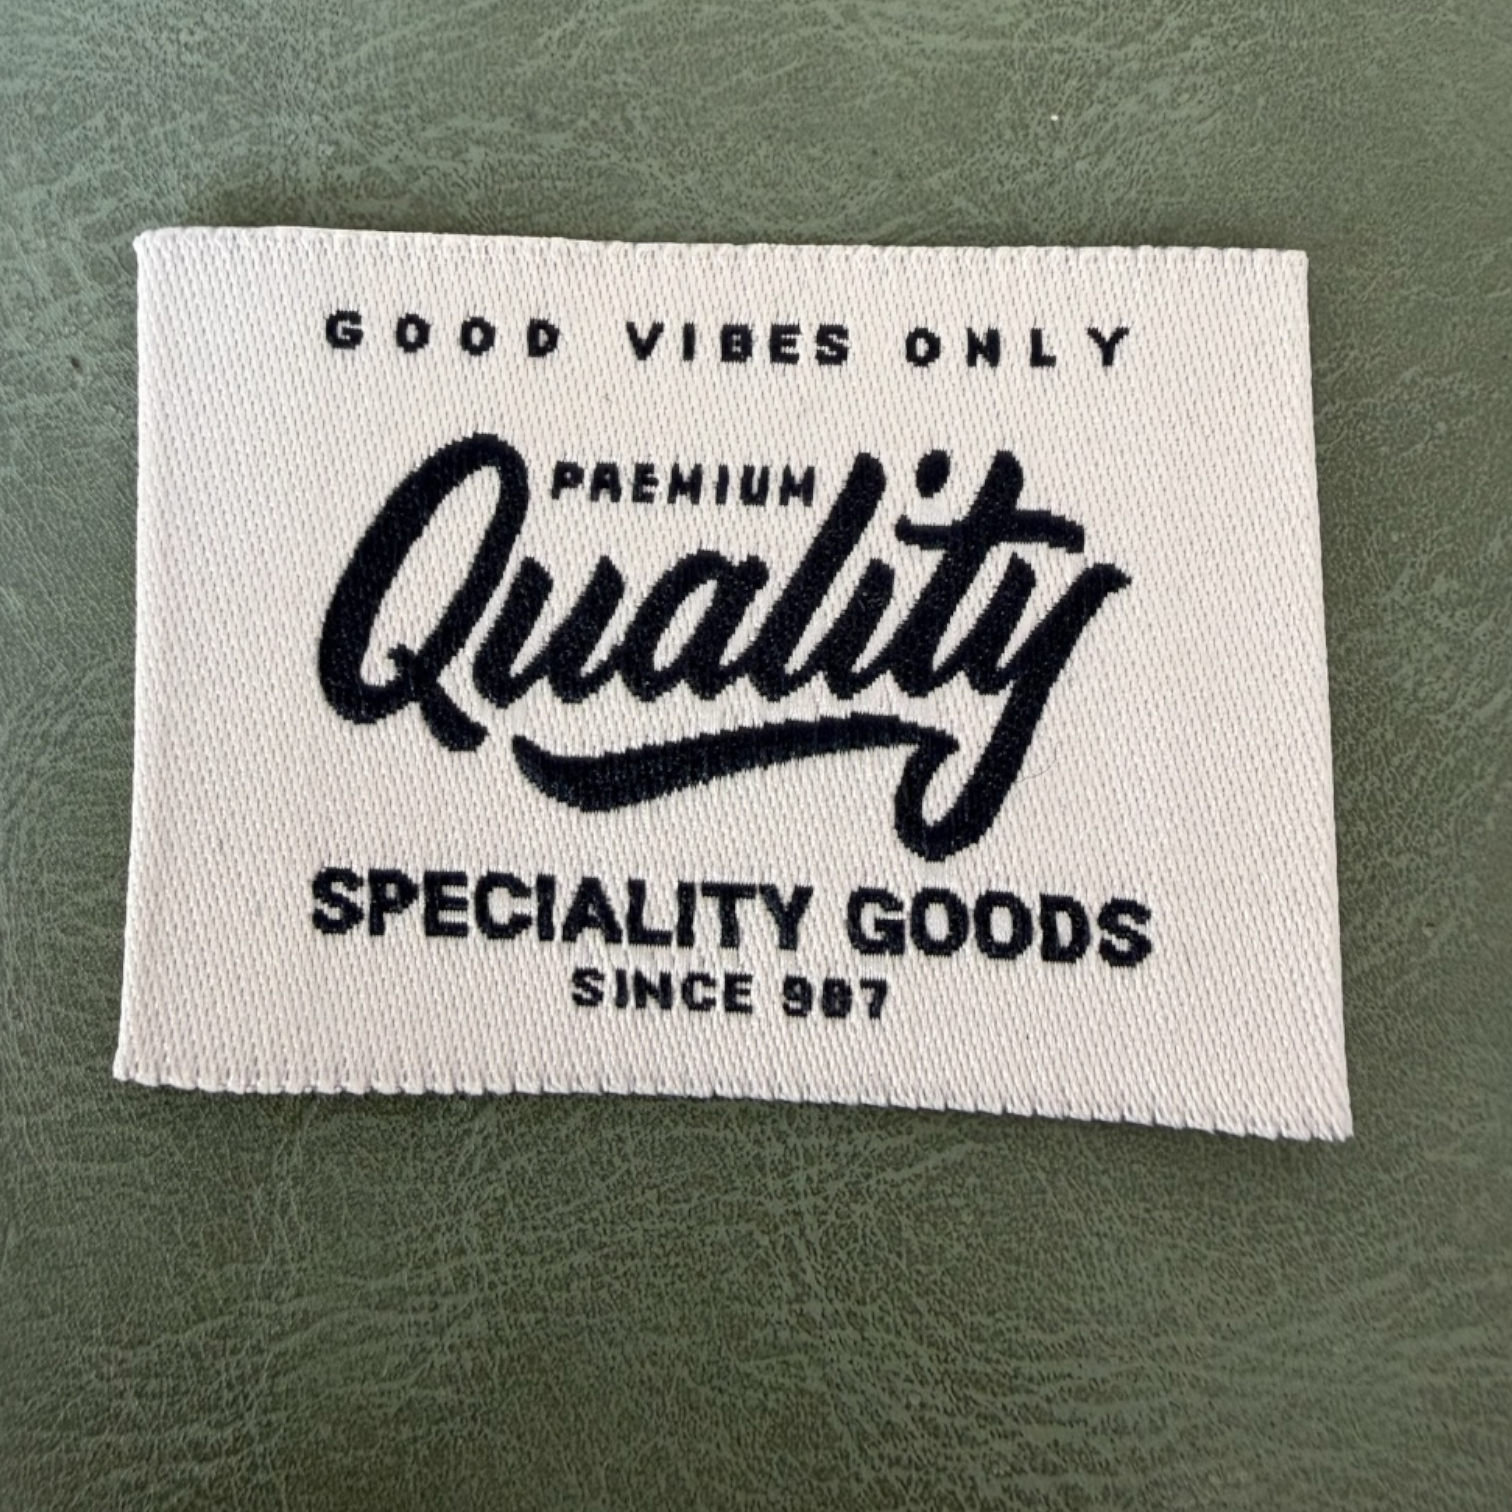 GOOD VIBES ONLY
PREMIUM
Quality
SPECIALITY GOODS
SINCE 987